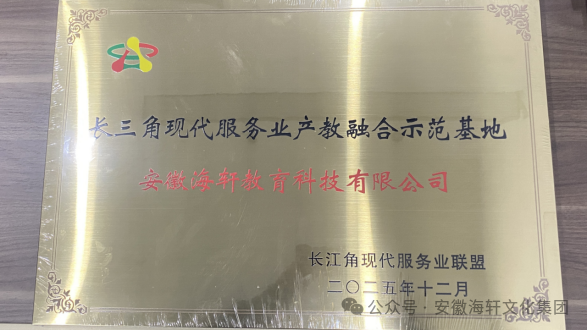 长三角现代服务业产教融合示范基地
安徽海轩教育科技有限公司
长江角现代服务业联盟
二〇二五年十二月
公众号·安徽海轩文化集团